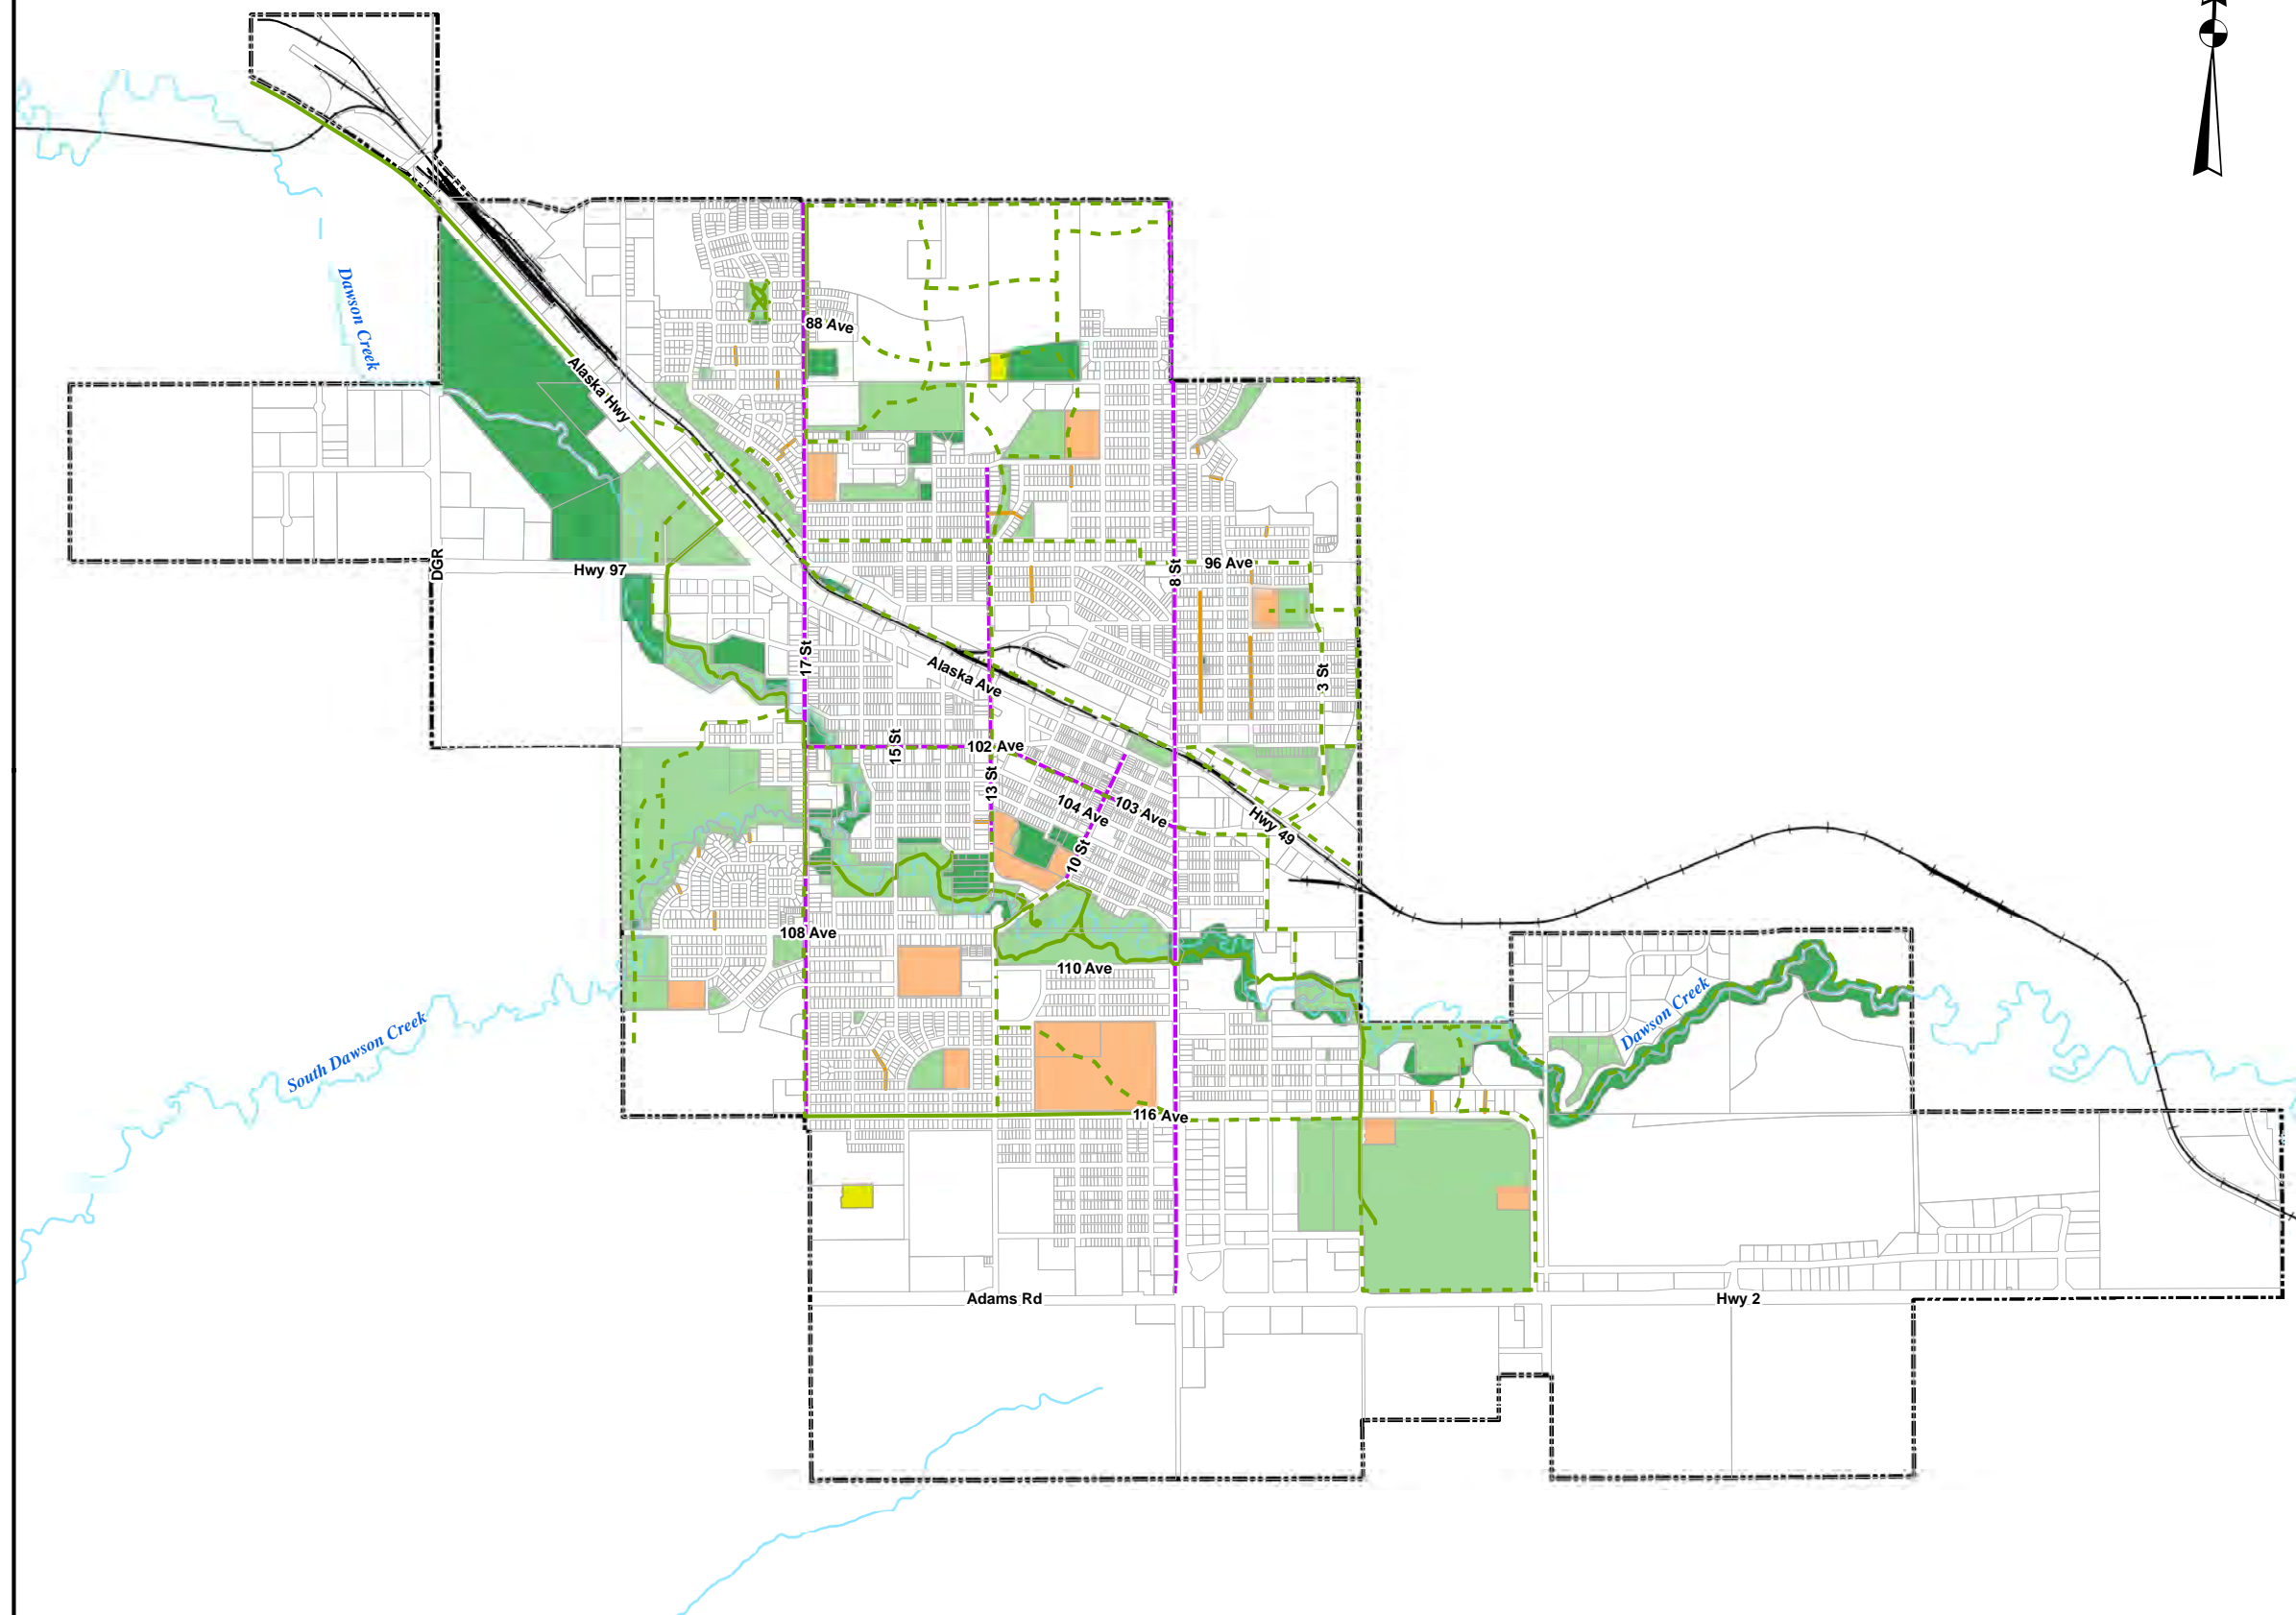 Dawson Creek
88 Ave
Alaska Hwy
DGR
Hwy 97
96 Ave
8 St
17 St
3 St
Alaska Ave
15 St
102 Ave
13 St
104 Ave
103 Ave
Hwy 49
10 St
108 Ave
110 Ave
Dawson Creek
South Dawson Creek
116 Ave
Adams Rd
Hwy 2